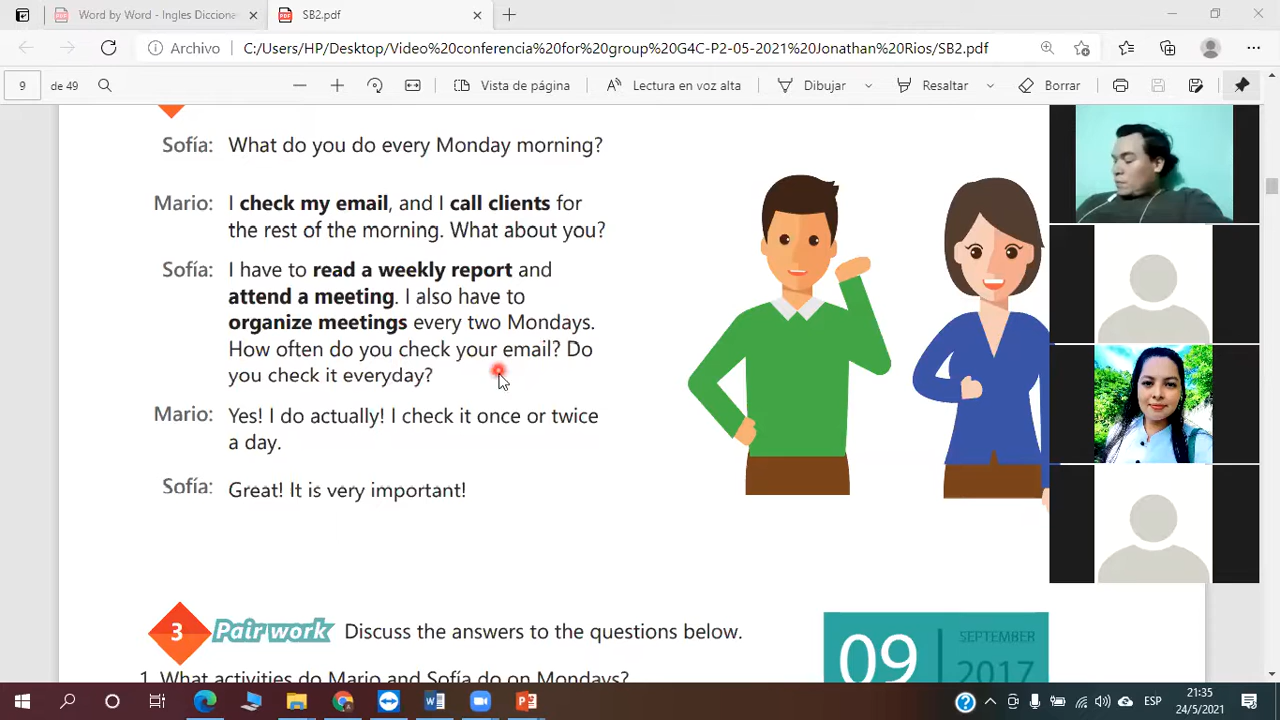 Word by Word - Ingles Dicciona
SB2.pdf
Archivo
C:/Users/HP/Desktop/Video%20conferencia%20for%20group%20G4C-P2-05-2021%20Jonathan%20Rios/SB2.pdf
9 de 49
Vista de página
Lectura en voz alta
Dibujar
Resaltar
Borrar
Sofía: What do you do every Monday morning?
Mario: I check my email, and I call clients for
the rest of the morning. What about you?
Sofía: I have to read a weekly report and
attend a meeting. I also have to
organize meetings every two Mondays.
How often do you check your email? Do
you check it everyday?
Mario: Yes! I do actually! I check it once or twice
a day.
Sofía: Great! It is very important!
3 Pair work Discuss the answers to the questions below.
1. What activities do Mario and Sofía do on Mondays?
09
SEPTEMBER
2017
ESP
21:35
24/5/2021